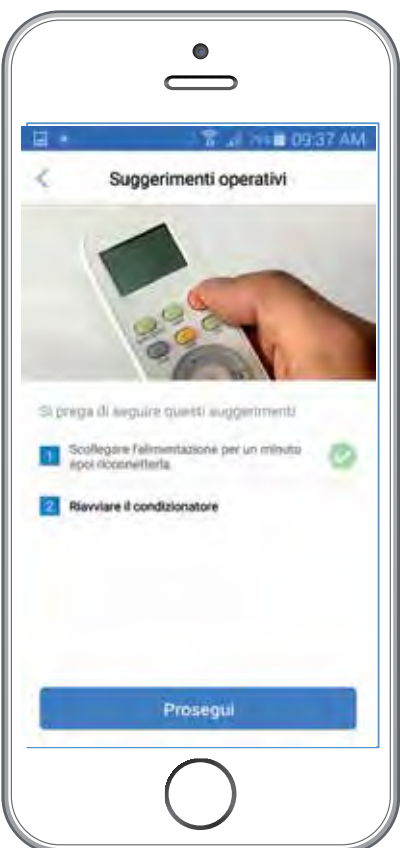 09:37 AM
Suggerimenti operativi
Si prega di seguire questi suggerimenti
1 Scollegare l'alimentazione per un minuto
epoi riconnetterla
2 Riavviare il condizionatore
Prosegui